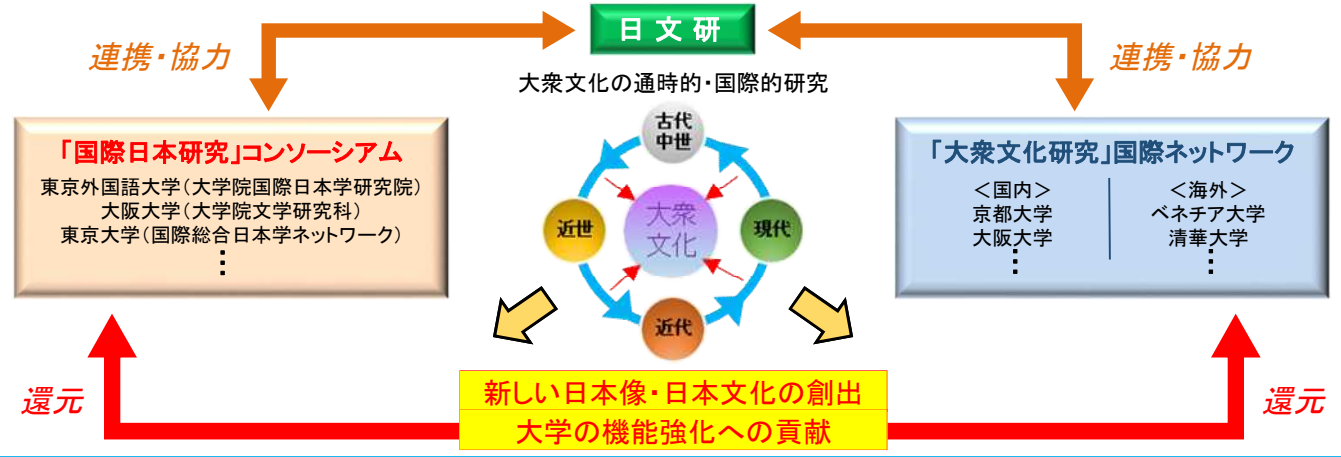 日文研
連携・協力
連携・協力
大衆文化の通時的・国際的研究
「国際日本研究」コンソーシアム
東京外国語大学(大学院国際日本学研究院)
大阪大学(大学院文学研究科)
東京大学(国際総合日本学ネットワーク)
⋮
古代
中世
近世
大衆
文化
現代
近代
「大衆文化研究」国際ネットワーク
<国内>
京都大学
大阪大学
⋮
<海外>
ベネチア大学
清華大学
⋮
還元
新しい日本像・日本文化の創出
大学の機能強化への貢献
還元